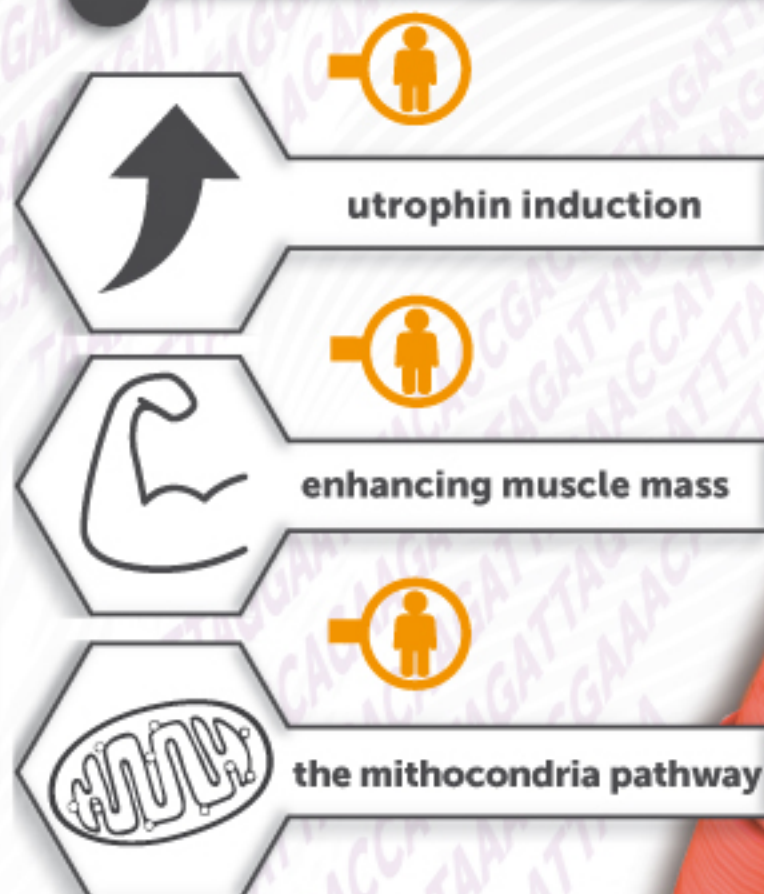 utrophin induction
enhancing muscle mass
the mithocondria pathway